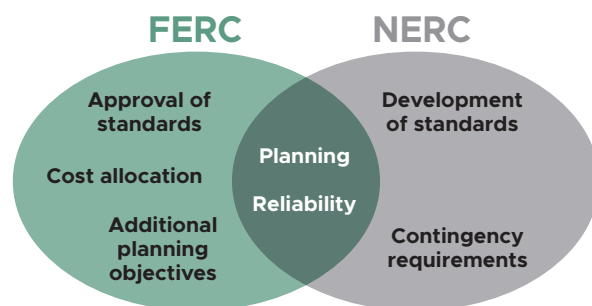 FERC
NERC
Approval of
standards
Cost allocation
Additional
planning
objectives
Planning
Reliability
Development
of standards
Contingency
requirements